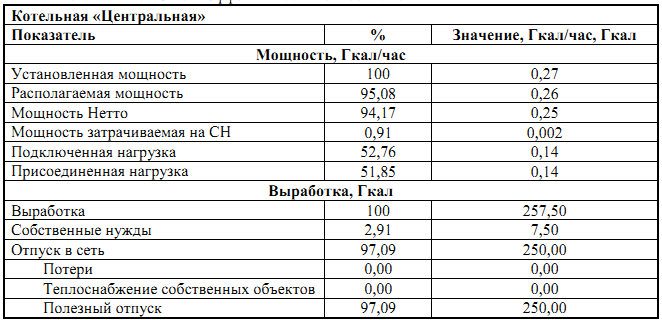 Котельная «Центральная»
Показатель % Значение, Гкал/час, Гкал
Мощность, Гкал/час
Установленная мощность 100 0,27
Располагаемая мощность 95,08 0,26
Мощность Нетто 94,17 0,25
Мощность затрачиваемая на СН 0,91 0,002
Подключенная нагрузка 52,76 0,14
Присоединенная нагрузка 51,85 0,14
Выработка, Гкал
Выработка 100 257,50
Собственные нужды 2,91 7,50
Отпуск в сеть 97,09 250,00
Потери 0,00 0,00
Теплоснабжение собственных объектов 0,00 0,00
Полезный отпуск 97,09 250,00